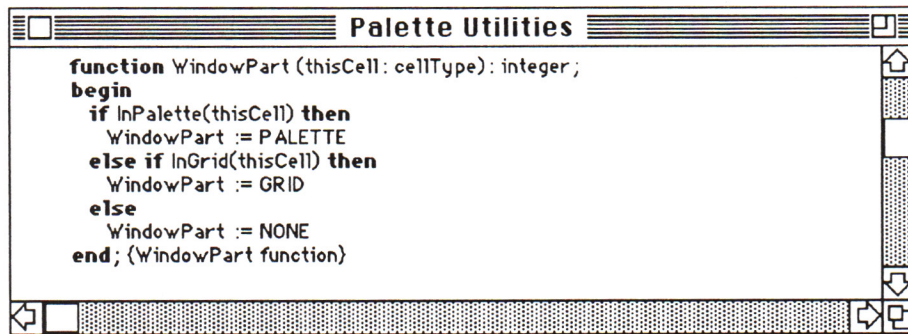 Palette Utilities
function WindowPart (thisCell: cellType): integer;
begin
if InPalette(thisCell) then
WindowPart := PALETTE
else if InGrid(thisCell) then
WindowPart := GRID
else
WindowPart := NONE
end; {WindowPart function}